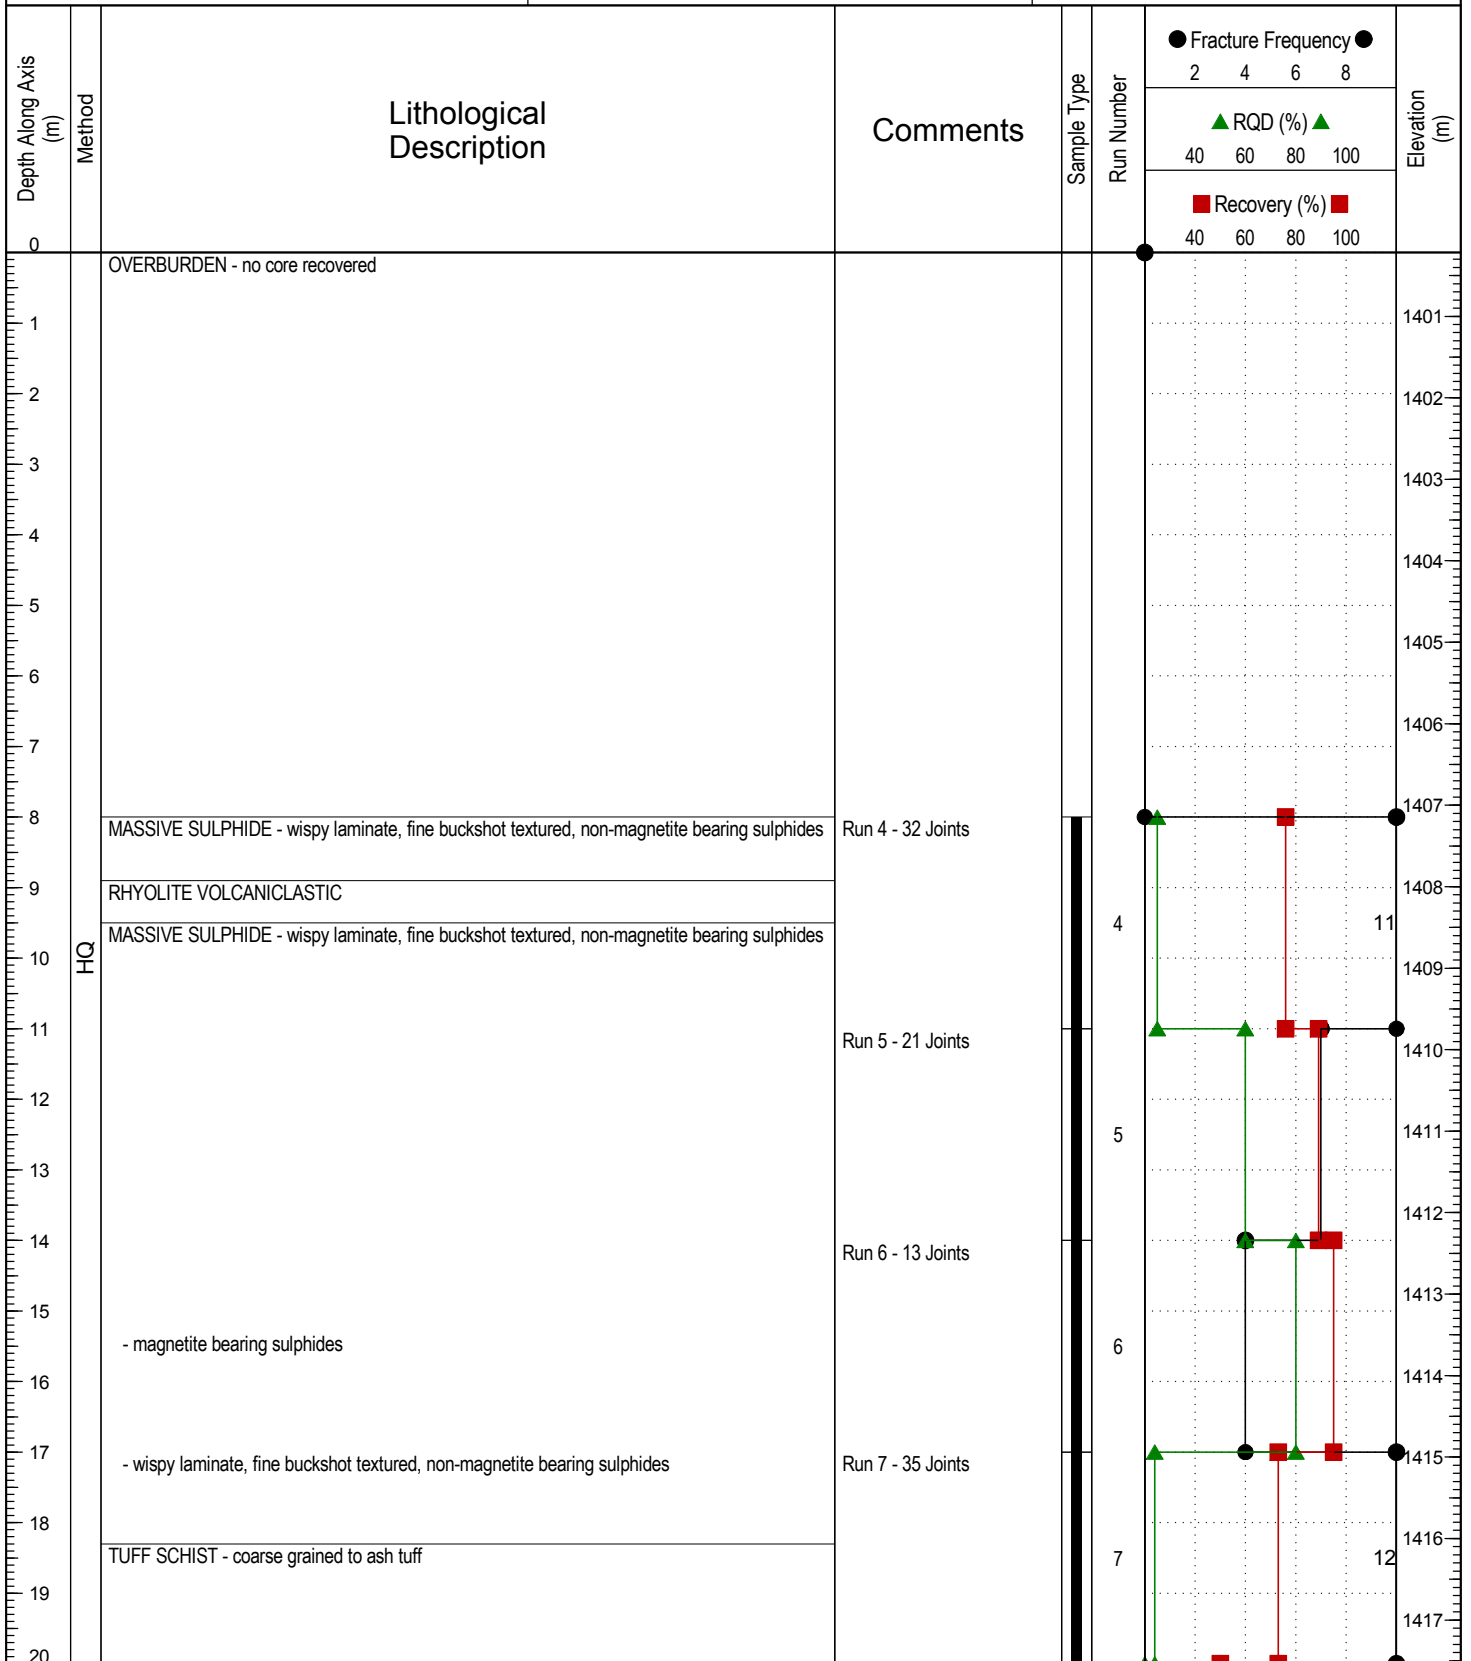 Depth Along Axis
(m)
Method
Lithological
Description
Comments
Sample Type
Run Number
Fracture Frequency
2 4 6 8
RQD (%)
40 60 80 100
Recovery (%)
40 60 80 100
Elevation
(m)
0
OVERBURDEN - no core recovered
1
1401
2
1402
3
1403
4
1404
5
1405
6
1406
7
1407
8
MASSIVE SULPHIDE - wispy laminate, fine buckshot textured, non-magnetite bearing sulphides
Run 4 - 32 Joints
9
RHYOLITE VOLCANICLASTIC
1408
4
11
MASSIVE SULPHIDE - wispy laminate, fine buckshot textured, non-magnetite bearing sulphides
HQ
10
1409
11
Run 5 - 21 Joints
1410
12
5
1411
13
1412
14
Run 6 - 13 Joints
1413
15
- magnetite bearing sulphides
6
1414
16
17
- wispy laminate, fine buckshot textured, non-magnetite bearing sulphides
Run 7 - 35 Joints
1415
18
1416
TUFF SCHIST - coarse grained to ash tuff
7
12
19
1417
20